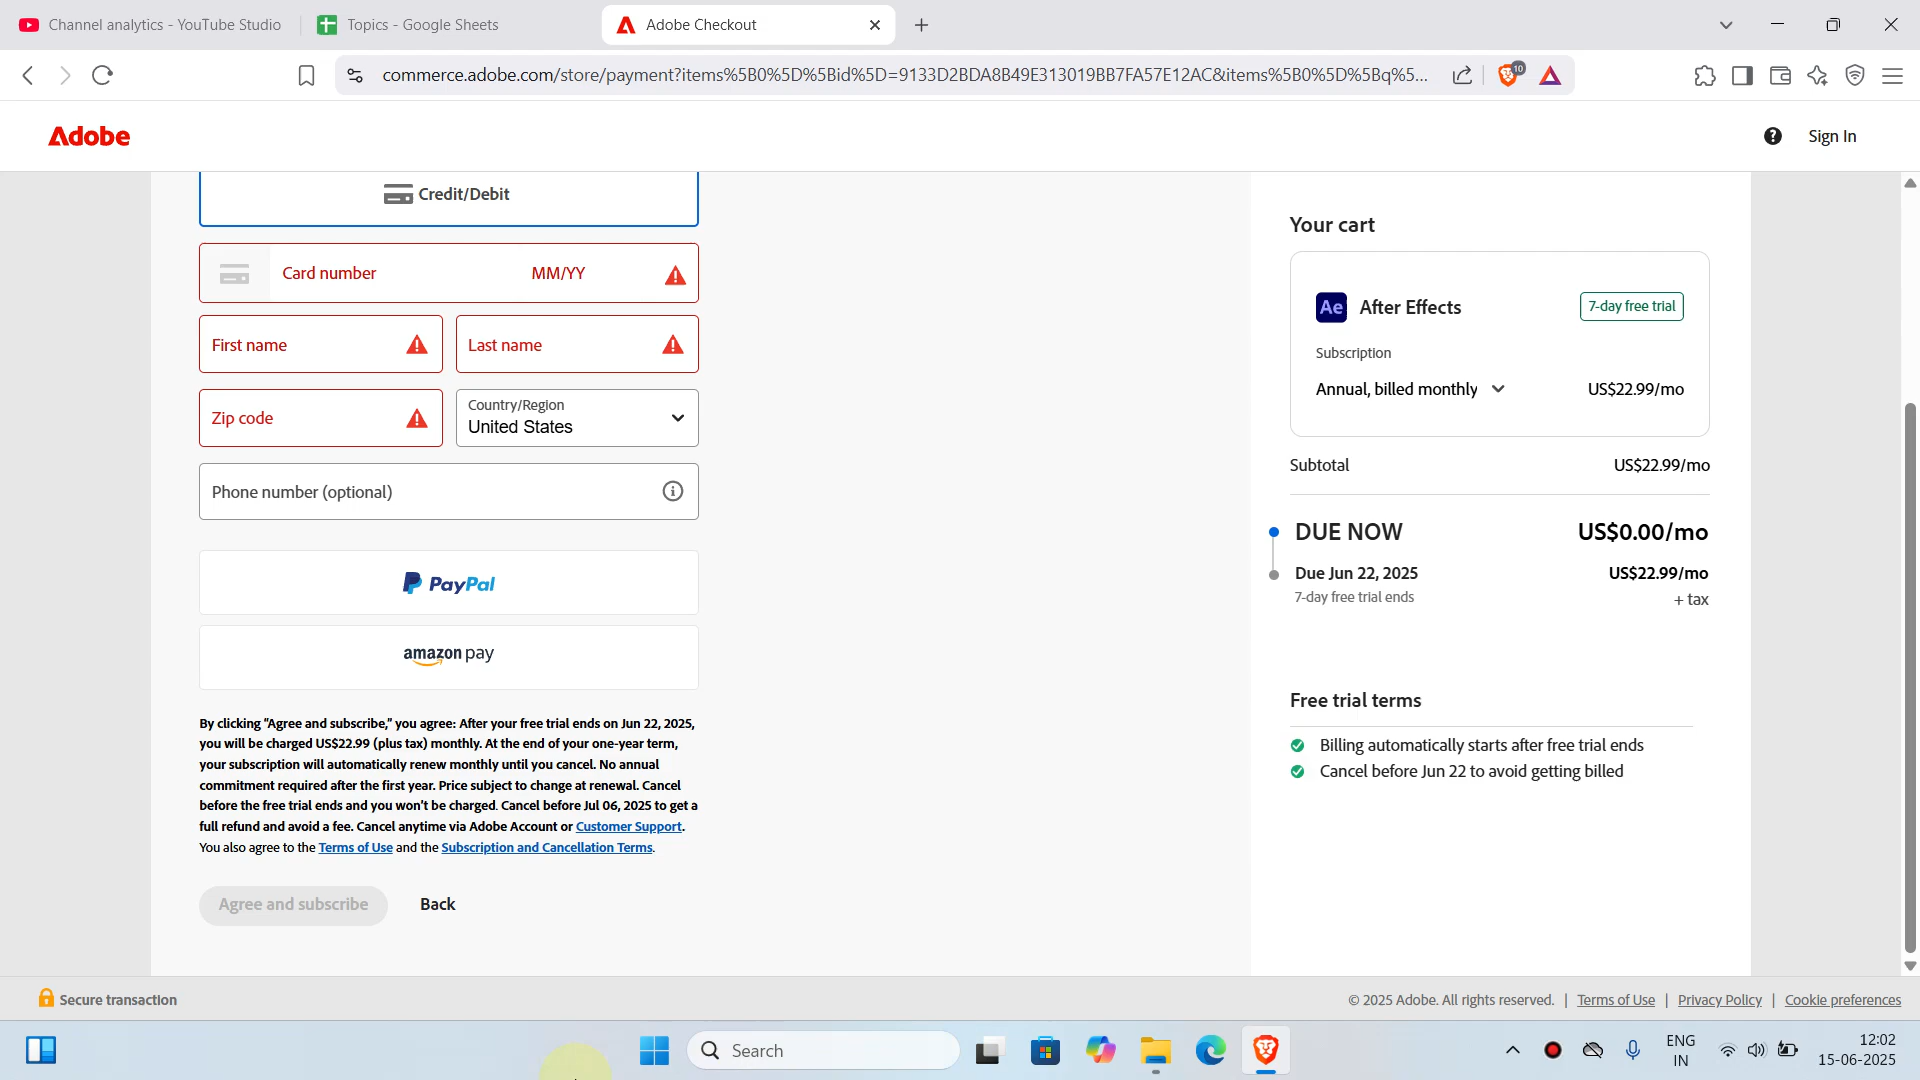 Channel analytics - YouTube Studio
Topics - Google Sheets
Adobe Checkout
commerce.adobe.com/store/payment?items%5B0%5D%5Bid%5D=9133D2BDA8B49E313019BB7FA57E12AC&items%5B0%5D%5Bq%5...
10
Adobe
Sign In
Credit/Debit
Card number
MM/YY
First name
Last name
Zip code
Country/Region
United States
Phone number (optional)
PayPal
amazon pay
By clicking "Agree and subscribe," you agree: After your free trial ends on Jun 22, 2025,
you will be charged US$22.99 (plus tax) monthly. At the end of your one-year term,
your subscription will automatically renew monthly until you cancel. No annual
commitment required after the first year. Price subject to change at renewal. Cancel
before the free trial ends and you won't be charged. Cancel before Jul 06, 2025 to get a
full refund and avoid a fee. Cancel anytime via Adobe Account or Customer Support.
You also agree to the Terms of Use and the Subscription and Cancellation Terms.
Agree and subscribe
Back
Your cart
Ae After Effects
7-day free trial
Subscription
Annual, billed monthly
US$22.99/mo
Subtotal
US$22.99/mo
DUE NOW
US$0.00/mo
Due Jun 22, 2025
US$22.99/mo
7-day free trial ends
+ tax
Free trial terms
Billing automatically starts after free trial ends
Cancel before Jun 22 to avoid getting billed
Secure transaction
© 2025 Adobe. All rights reserved. | Terms of Use | Privacy Policy | Cookie preferences
Search
ENG
IN
12:02
15-06-2025